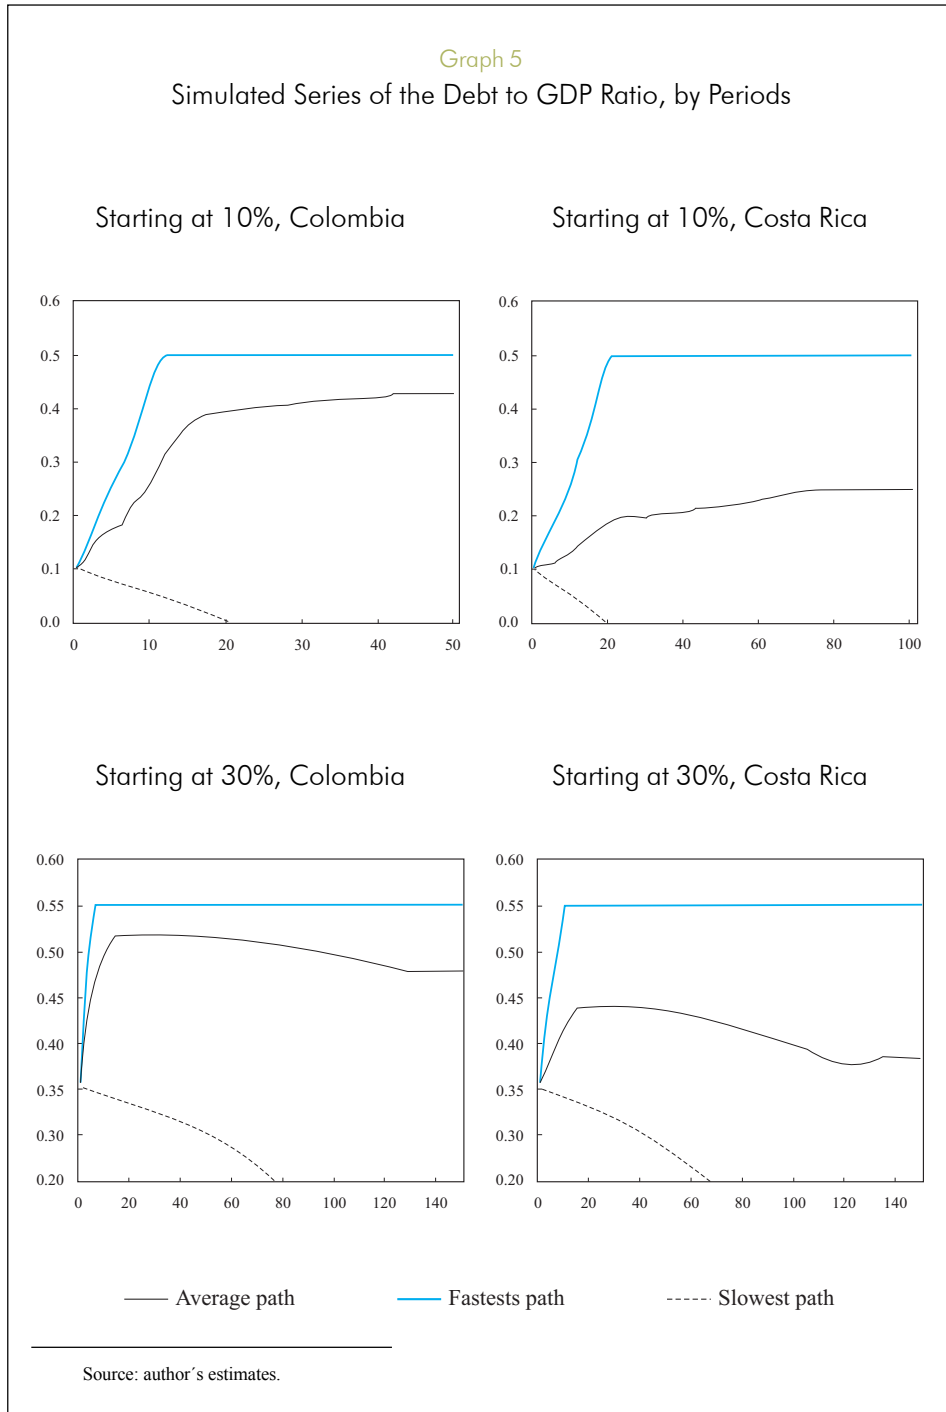 Graph 5
Simulated Series of the Debt to GDP Ratio, by Periods
Starting at 10%, Colombia
0.6
0.5
0.4
0.3
0.2
0.1
0.0
0 10 20 30 40 50
Starting at 10%, Costa Rica
0.6
0.5
0.4
0.3
0.2
0.1
0.0
0 20 40 60 80 100
Starting at 30%, Colombia
0.60
0.55
0.50
0.45
0.40
0.35
0.30
0.20
0 20 40 60 80 100 120 140
Starting at 30%, Costa Rica
0.60
0.55
0.50
0.45
0.40
0.35
0.30
0.20
0 20 40 60 80 100 120 140
Average path Fastests path Slowest path
Source: author´s estimates.